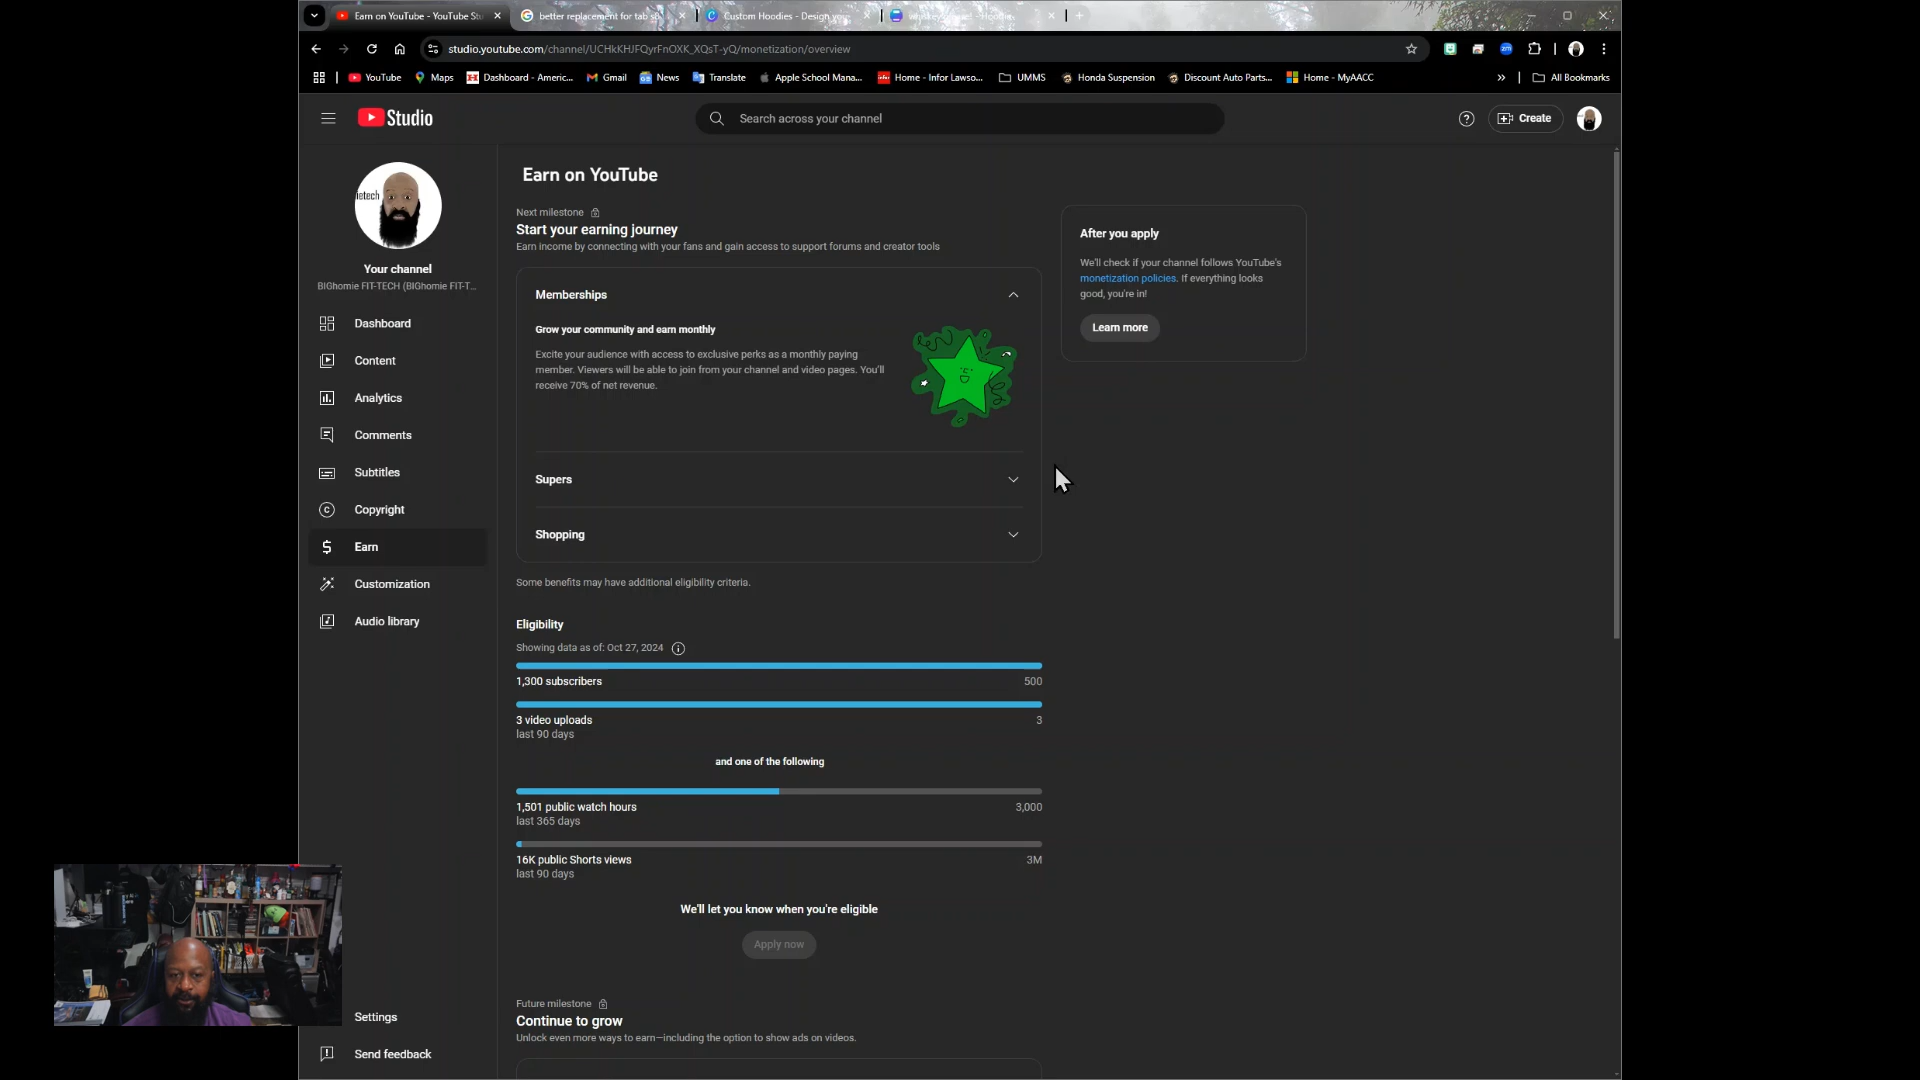 Earn on YouTube - YouTube Stu
better replacement for tab s
Custom Hoodies - Design you
studio.youtube.com/channel/UCHkKHJFQyrFnOXK_XQsT-yQ/monetization/overview
YouTube
Maps
Dashboard - Americ...
Gmail
News
Translate
Apple School Mana...
Home - Infor Lawso...
UMMS
Honda Suspension
Discount Auto Parts...
Home - MyAACC
»
All Bookmarks
Studio
Search across your channel
Create
ietech
Your channel
BIGhomie FIT-TECH (BIGhomie FIT-T...
Dashboard
Content
Analytics
Comments
Subtitles
Copyright
Earn
Customization
Audio library
Settings
Send feedback
Earn on YouTube
Next milestone
Start your earning journey
Earn income by connecting with your fans and gain access to support forums and creator tools
Memberships
Grow your community and earn monthly
Excite your audience with access to exclusive perks as a monthly paying
member. Viewers will be able to join from your channel and video pages. You'll
receive 70% of net revenue.
Supers
Shopping
Some benefits may have additional eligibility criteria.
After you apply
We'll check if your channel follows YouTube's
monetization policies. If everything looks
good, you're in!
Learn more
Eligibility
Showing data as of: Oct 27, 2024
1,300 subscribers 500
3 video uploads 3
last 90 days
and one of the following
1,501 public watch hours 3,000
last 365 days
16K public Shorts views 3M
last 90 days
We'll let you know when you're eligible
Apply now
Future milestone
Continue to grow
Unlock even more ways to earn—including the option to show ads on videos.